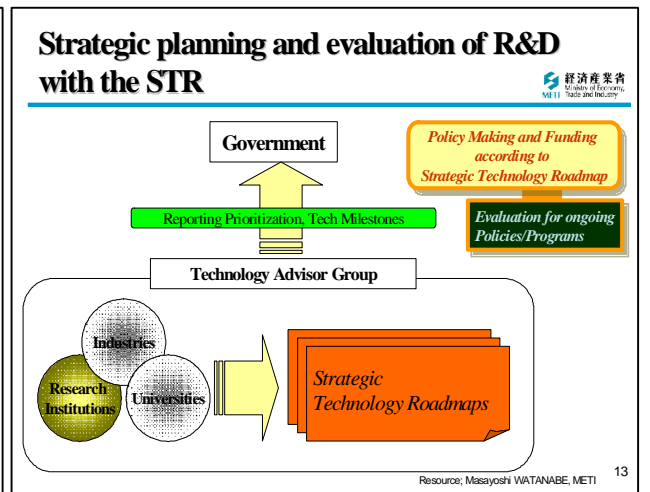 Strategic planning and evaluation of R&D
with the STR
経済産業省
Ministry of Economy,
METI Trade and Industry
Government
Policy Making and Funding
according to
Strategic Technology Roadmap
Reporting Prioritization, Tech Milestones
Evaluation for ongoing
Policies/Programs
Technology Advisor Group
Industries
Research
Institutions
Universities
Strategic
Technology Roadmaps
Resource; Masayoshi WATANABE, METI
13